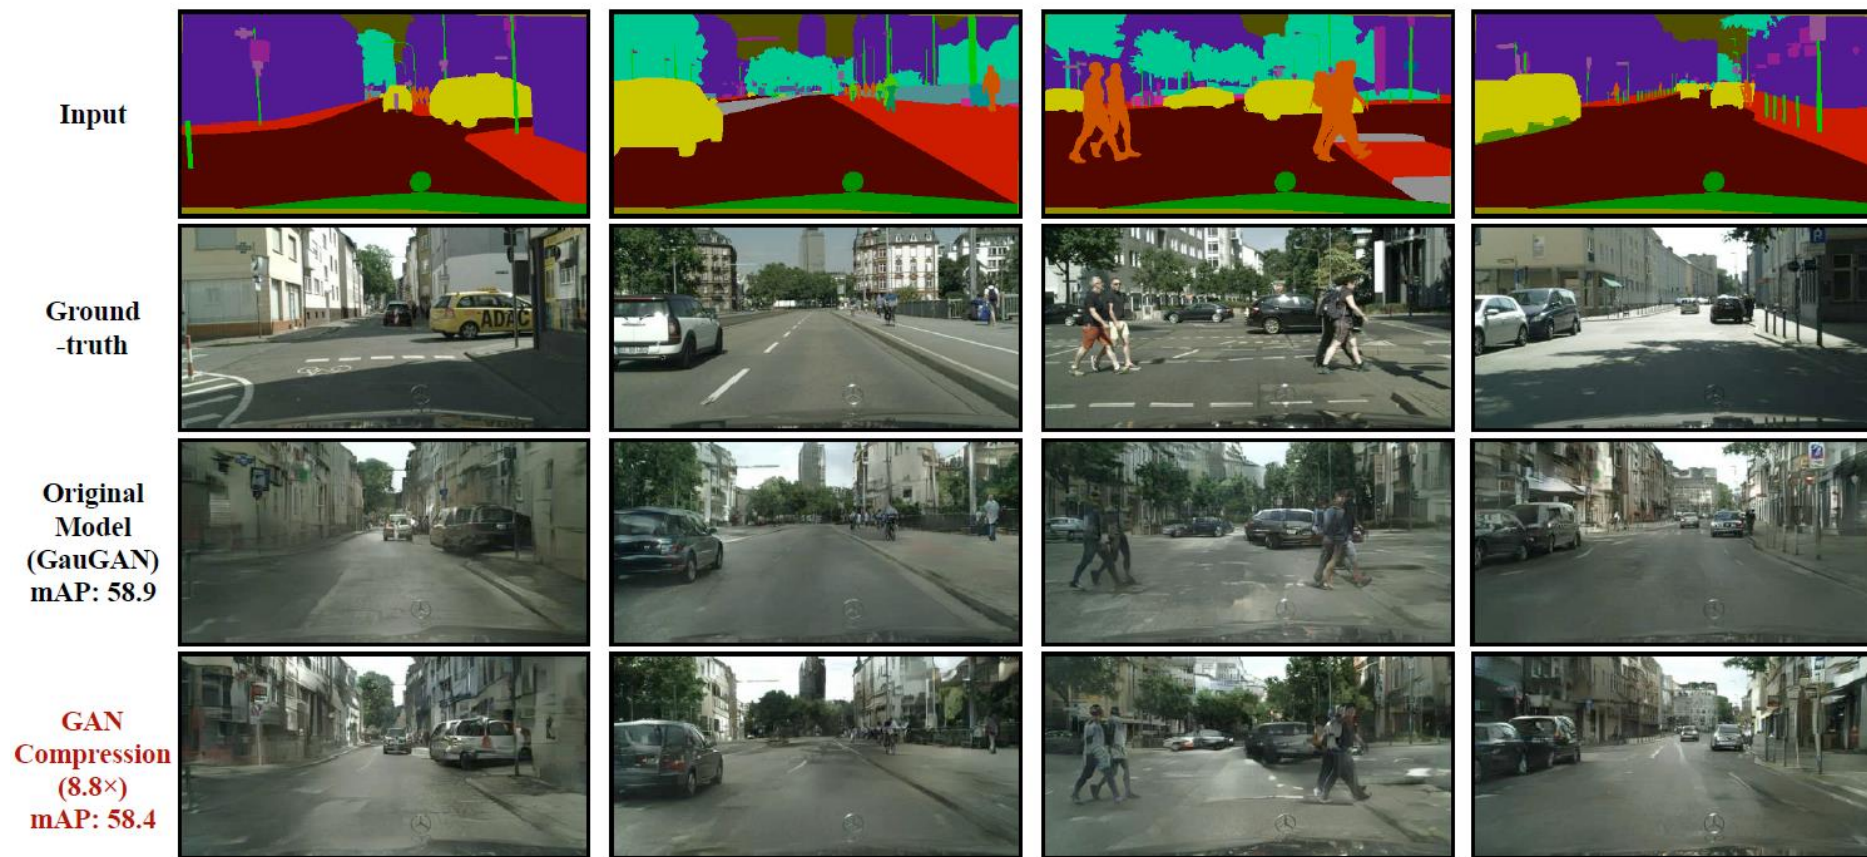 Input
Ground
-truth
ADAC
Original
Model
(GauGAN)
mAP: 58.9
GAN
Compression
(8.8×)
mAP: 58.4